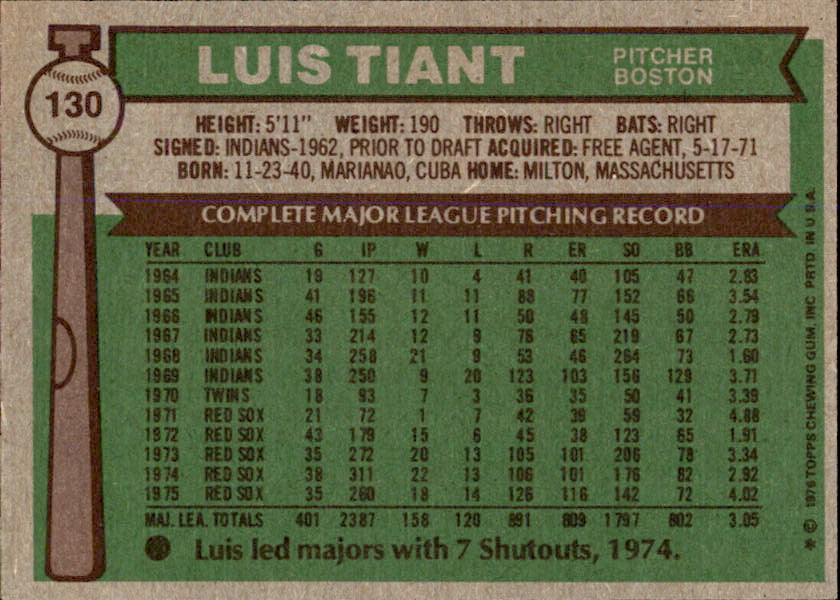 LUIS TIANT
PITCHER
BOSTON
130
HEIGHT: 5'11" WEIGHT: 190 THROWS: RIGHT BATS: RIGHT
SIGNED: INDIANS-1962, PRIOR TO DRAFT ACQUIRED: FREE AGENT, 5-17-71
BORN: 11-23-40, MARIANAO, CUBA HOME: MILTON, MASSACHUSETTS
COMPLETE MAJOR LEAGUE PITCHING RECORD
YEAR CLUB G IP W L R ER SO BB ERA
1964 INDIANS 19 127 10 4 41 40 105 47 2.83
1965 INDIANS 41 196 11 11 88 77 152 66 3.54
1966 INDIANS 46 155 12 11 50 48 145 50 2.79
1967 INDIANS 33 214 12 9 76 65 219 67 2.73
1968 INDIANS 34 258 21 9 53 46 264 73 1.60
1969 INDIANS 38 250 9 20 123 103 156 129 3.71
1970 TWINS 18 93 7 3 36 35 50 41 3.39
1971 RED SOX 21 72 1 7 42 39 59 32 4.88
1972 RED SOX 43 179 15 6 45 38 123 65 1.91
1973 RED SOX 35 272 20 13 105 101 206 78 3.34
1974 RED SOX 38 311 22 13 106 101 176 82 2.92
1975 RED SOX 35 260 18 14 126 116 142 72 4.02
MAJ. LEA. TOTALS 401 2387 158 120 891 809 1797 802 3.05
Luis led majors with 7 Shutouts, 1974.
* © 1976 TOPPS CHEWING GUM, INC. PRTD. IN U.S.A.